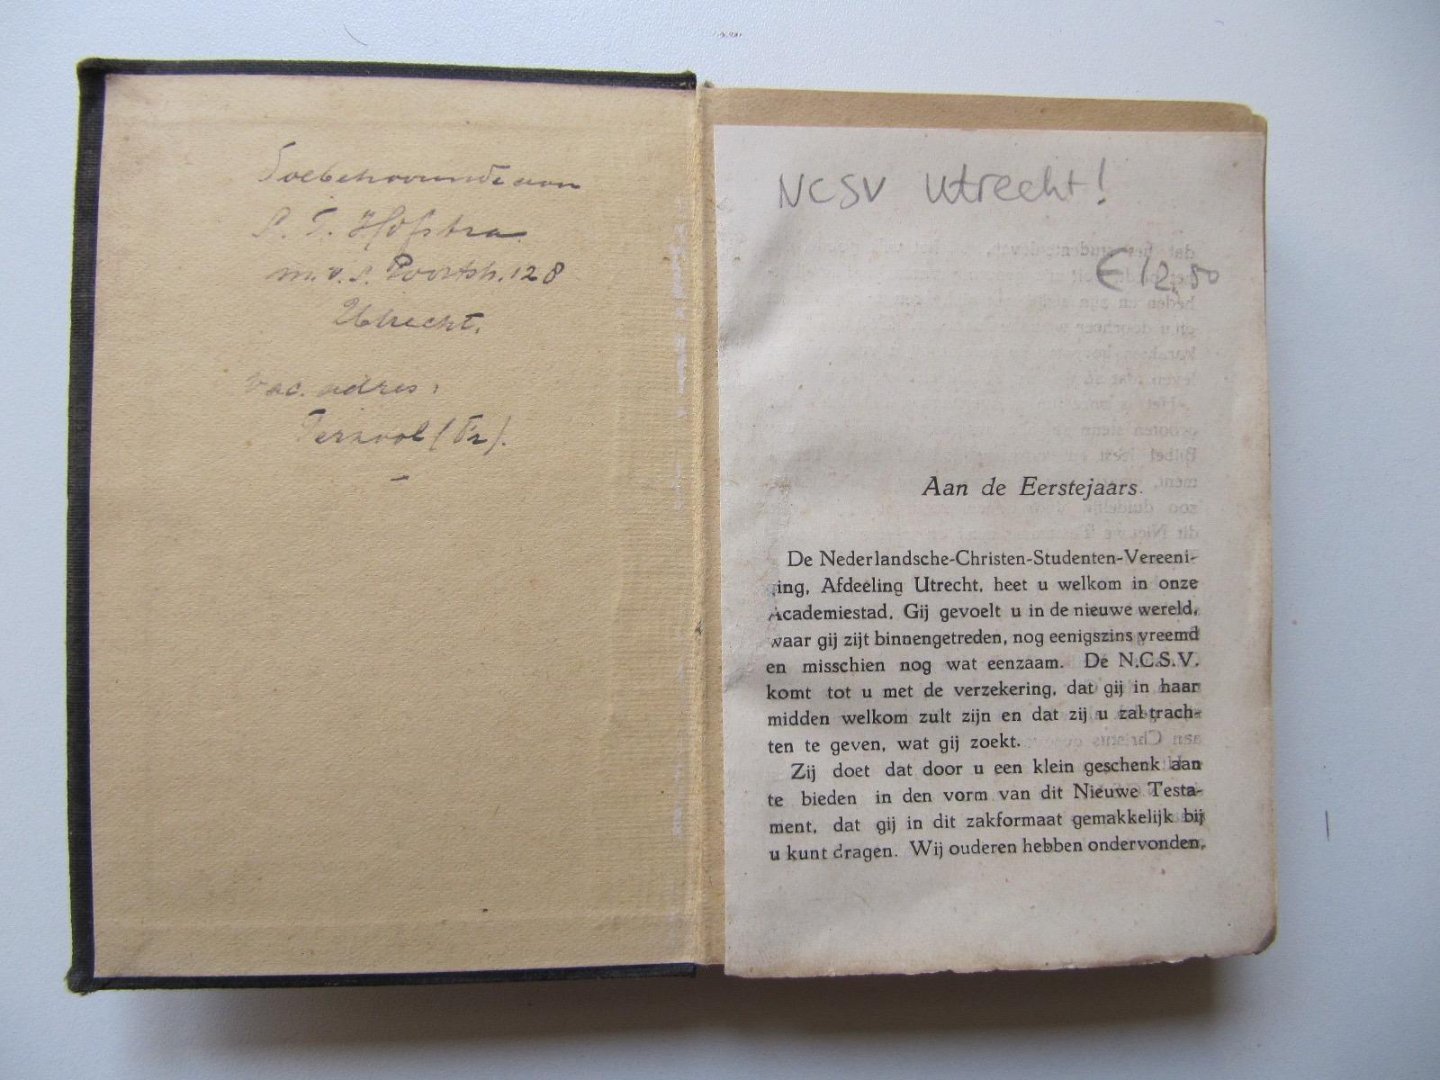 Toebehoorende aan
S. T. Hofstra
m. v. d. Poortstr. 128
Utrecht.
Vac. adres:
Ternool (Fr).
NCSV Utrecht!
€ 12,50
Aan de Eerstejaars.
De Nederlandsche-Christen-Studenten-Vereeni-
ging, Afdeeling Utrecht, heet u welkom in onze
Academiestad. Gij gevoelt u in de nieuwe wereld,
waar gij zijt binnengetreden, nog eenigszins vreemd
en misschien nog wat eenzaam. De N.C.S.V.
komt tot u met de verzekering, dat gij in haar
midden welkom zult zijn en dat zij u zal trach-
ten te geven, wat gij zoekt.
Zij doet dat door u een klein geschenk aan
te bieden in den vorm van dit Nieuwe Testa-
ment, dat gij in dit zakformaat gemakkelijk bij
u kunt dragen. Wij ouderen hebben ondervonden,